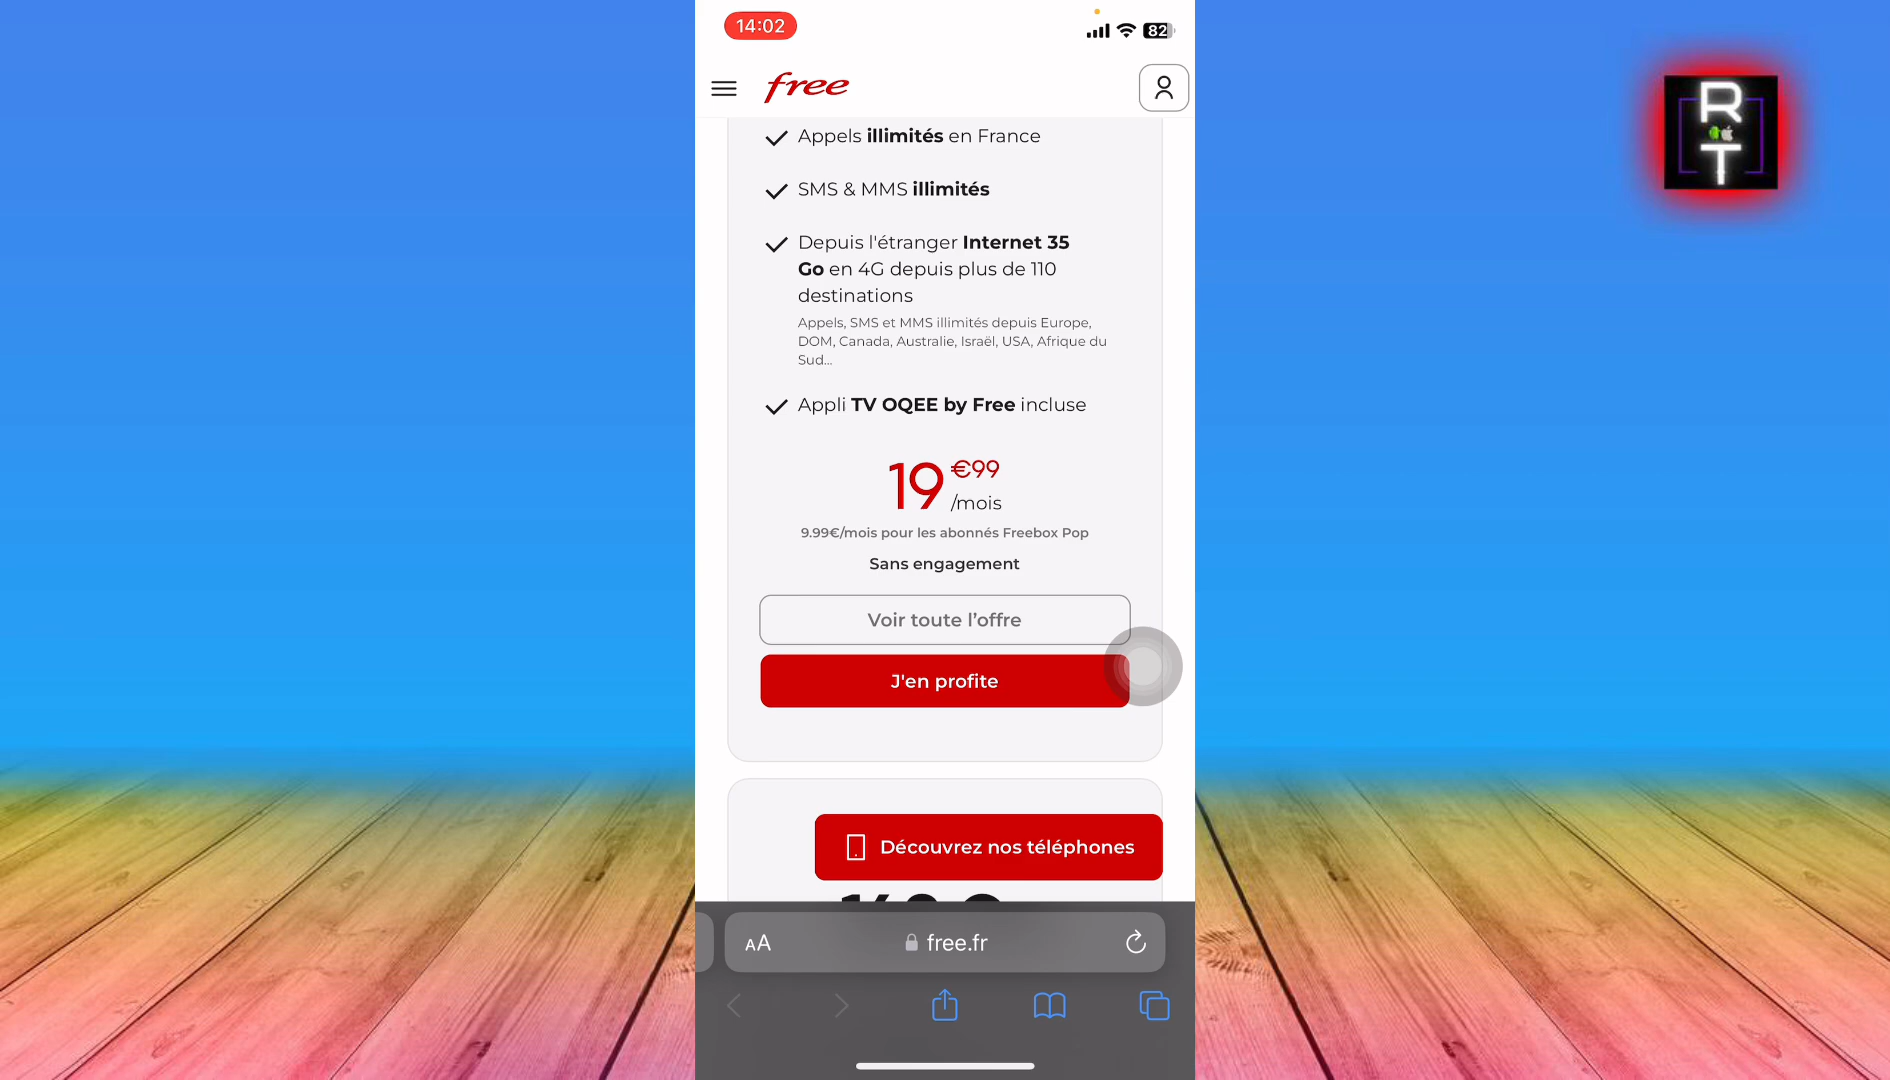 14:02
82
free
R
T
Appels illimités en France
SMS & MMS illimités
Depuis l'étranger Internet 35
Go en 4G depuis plus de 110
destinations
Appels, SMS et MMS illimités depuis Europe,
DOM, Canada, Australie, Israël, USA, Afrique du
Sud...
Appli TV OQEE by Free incluse
19 €99
/mois
9.99€/mois pour les abonnés Freebox Pop
Sans engagement
Voir toute l’offre
J'en profite
Découvrez nos téléphones
AA
free.fr